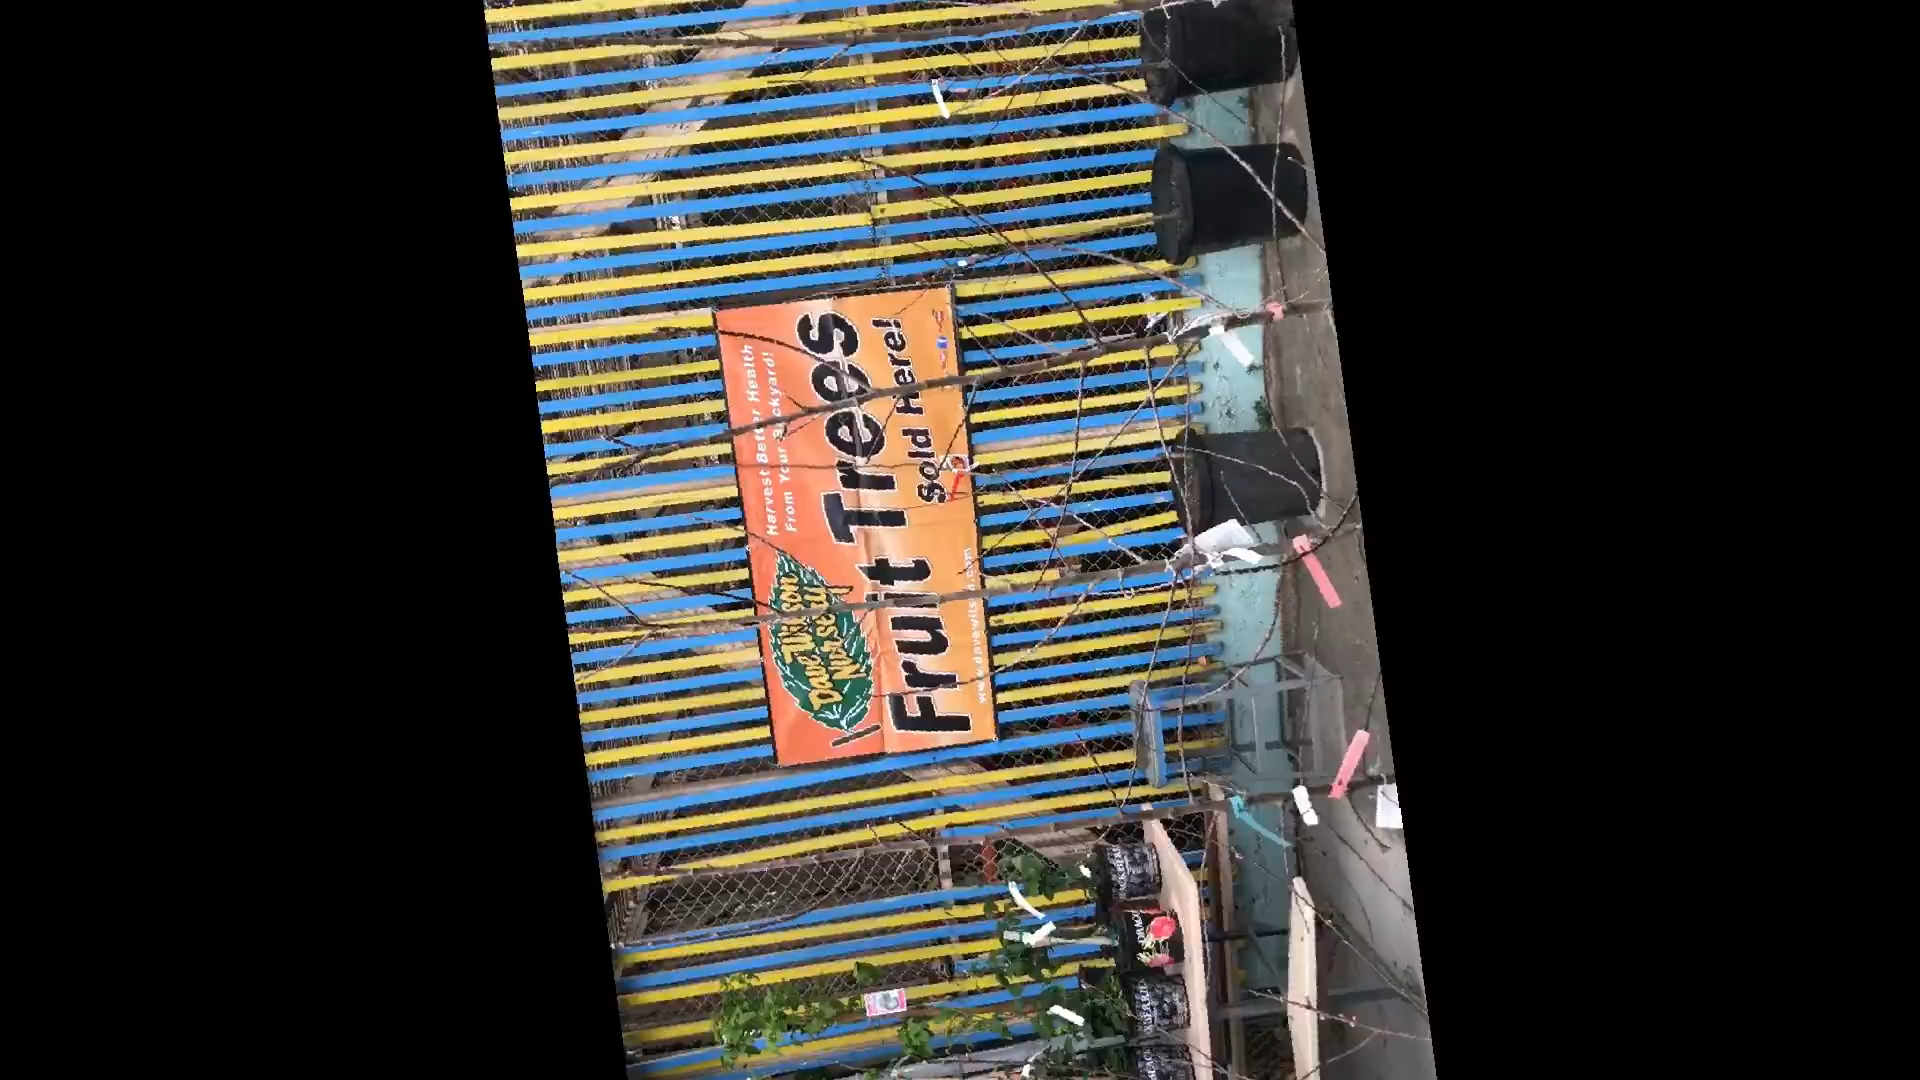 Harvest Better Health
From Your Backyard!
Dave Wilson
Nursery
Fruit Trees
Sold Here!
www.davewilson.com